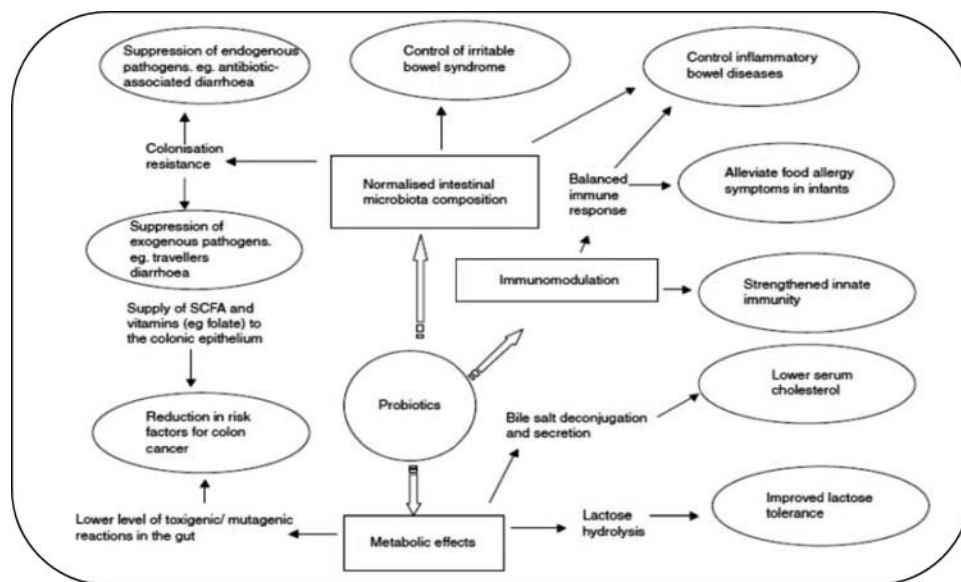 Suppression of endogenous
pathogens. eg. antibiotic-
associated diarrhoea
Control of irritable
bowel syndrome
Control inflammatory
bowel diseases
Colonisation
resistance
Normalised intestinal
microbiota composition
Balanced
immune
response
Alleviate food allergy
symptoms in infants
Suppression of
exogenous pathogens.
eg. travellers
diarrhoea
Immunomodulation
Strengthened innate
immunity
Supply of SCFA and
vitamins (eg folate) to
the colonic epithelium
Probiotics
Lower serum
cholesterol
Reduction in risk
factors for colon
cancer
Bile salt deconjugation
and secretion
Lower level of toxigenic/ mutagenic
reactions in the gut
Metabolic effects
Lactose
hydrolysis
Improved lactose
tolerance